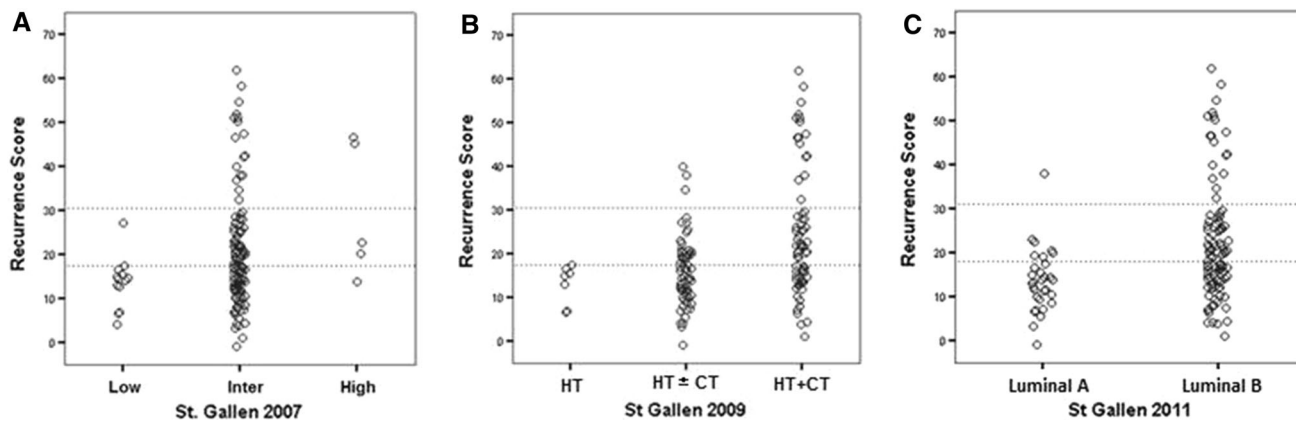 A
Recurrence Score
70
60
50
40
30
20
10
0
Low Inter High
St. Gallen 2007
B
Recurrence Score
70
60
50
40
30
20
10
0
HT HT ± CT HT+CT
St Gallen 2009
C
Recurrence Score
70
60
50
40
30
20
10
0
Luminal A Luminal B
St Gallen 2011